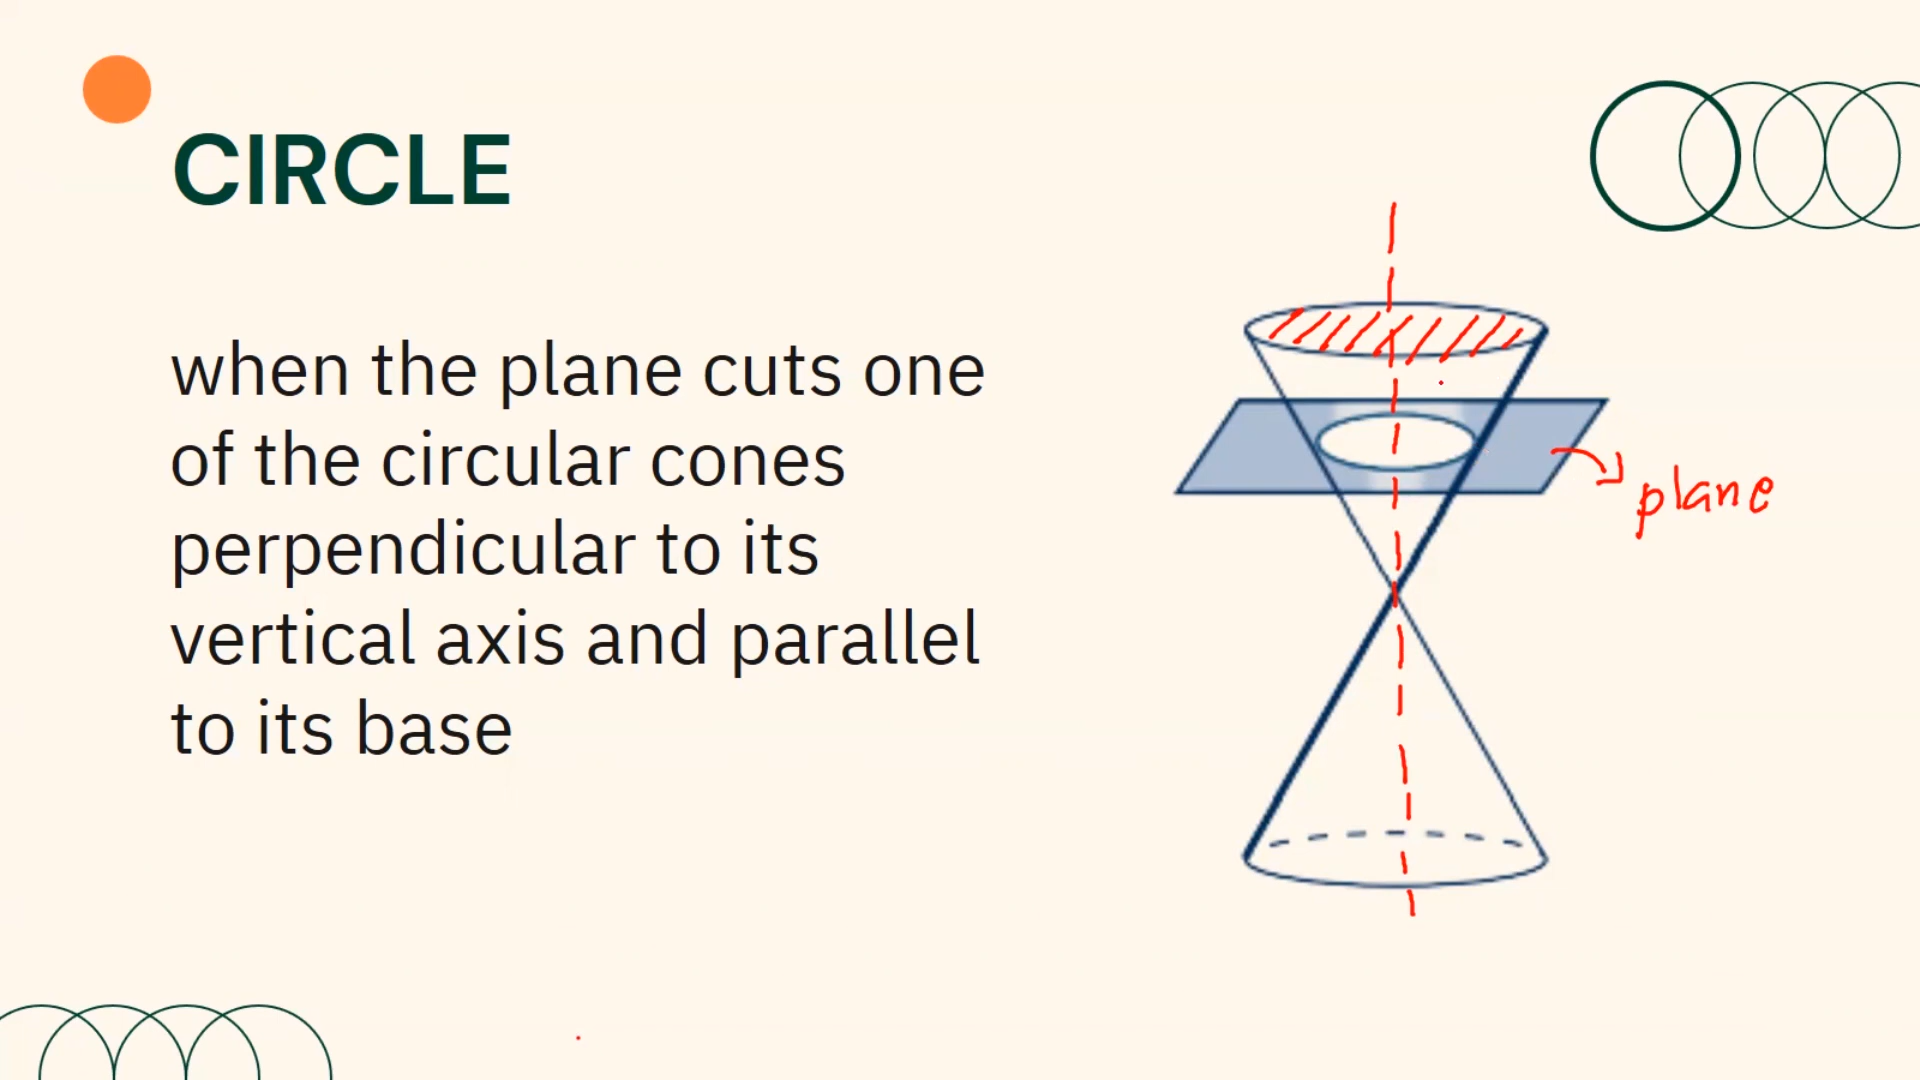 CIRCLE
when the plane cuts one
of the circular cones
perpendicular to its
vertical axis and parallel
to its base
plane